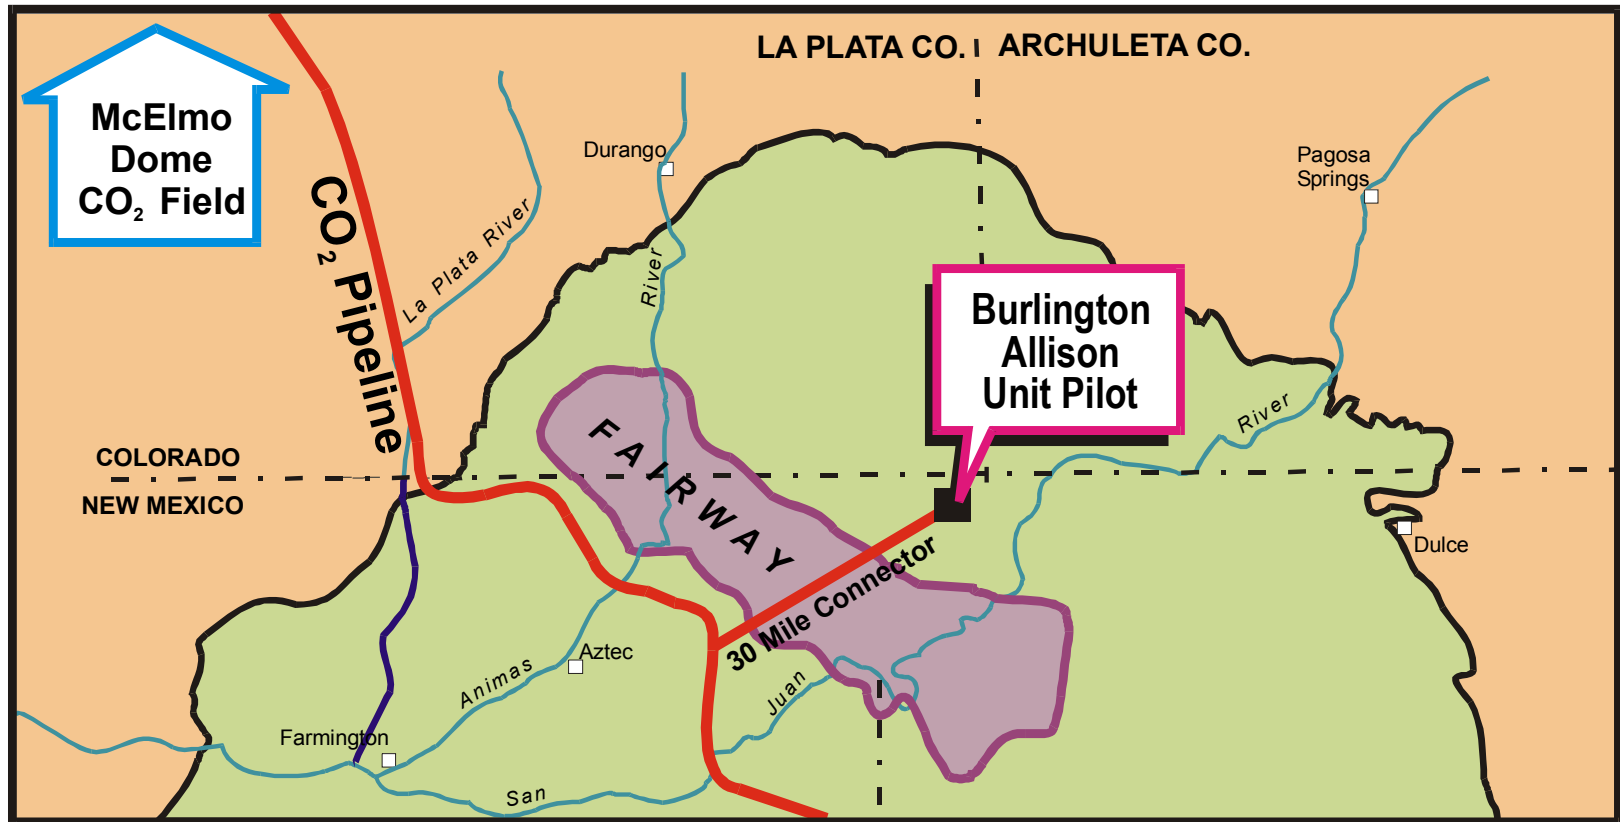 LA PLATA CO.
ARCHULETA CO.
McElmo
Dome
CO₂ Field
Durango
Pagosa
Springs
CO₂ Pipeline
La Plata River
River
Burlington
Allison
Unit Pilot
River
FAIRWAY
COLORADO
NEW MEXICO
Dulce
30 Mile Connector
Aztec
Animas
Juan
Farmington
San